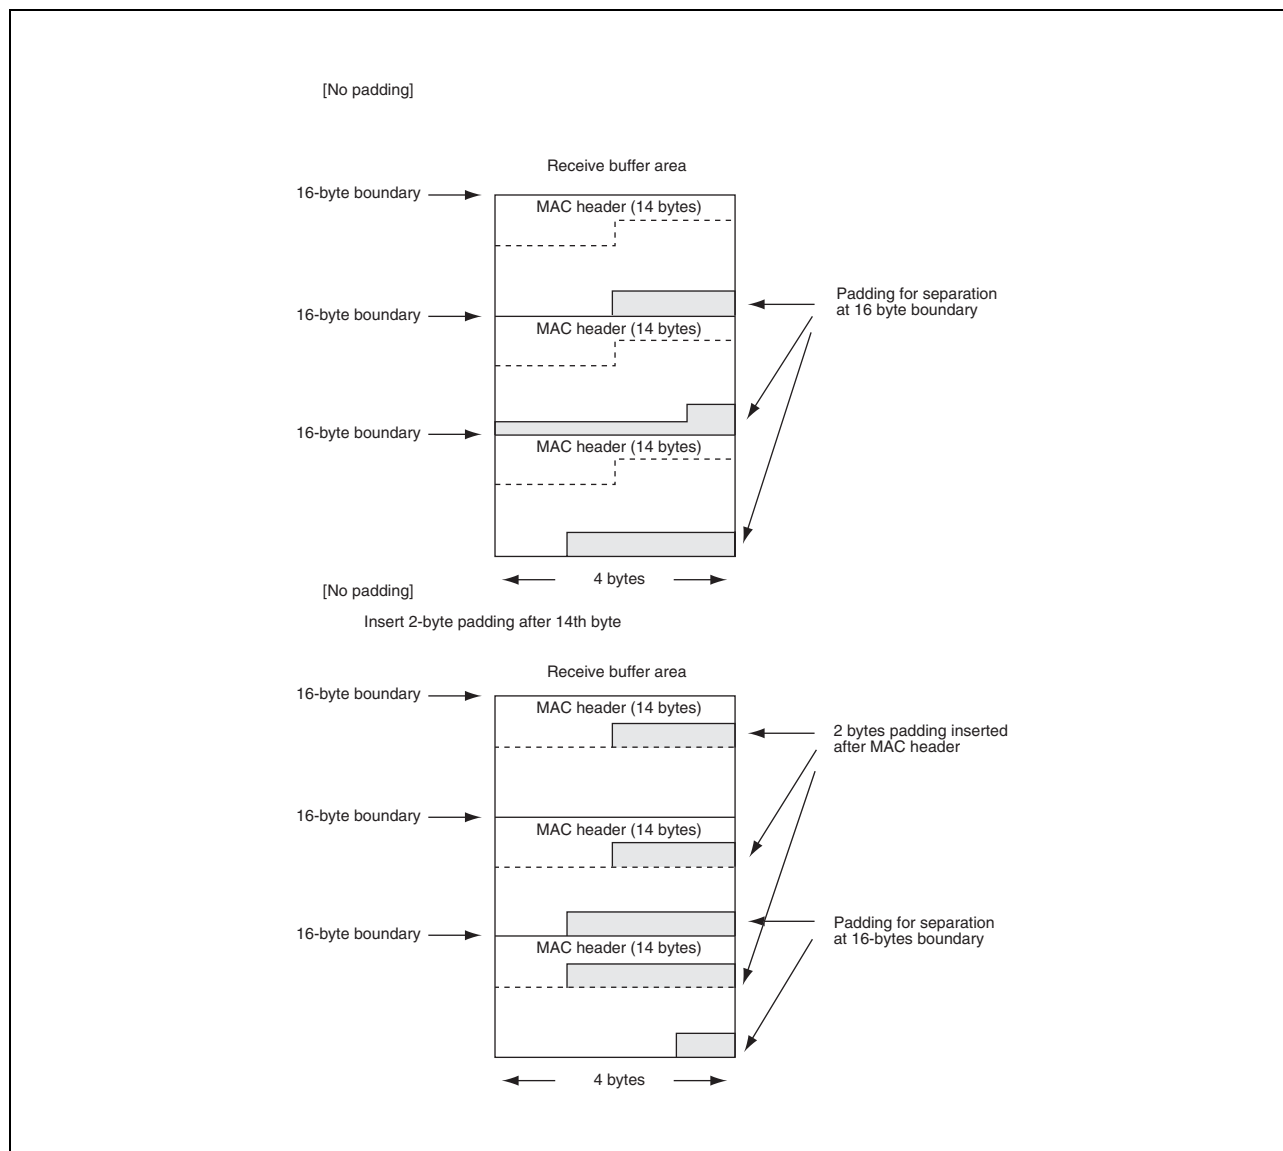 [No padding]
Receive buffer area
16-byte boundary
MAC header (14 bytes)
Padding for separation
at 16 byte boundary
16-byte boundary
MAC header (14 bytes)
16-byte boundary
MAC header (14 bytes)
4 bytes
[No padding]
Insert 2-byte padding after 14th byte
Receive buffer area
16-byte boundary
MAC header (14 bytes)
2 bytes padding inserted
after MAC header
16-byte boundary
MAC header (14 bytes)
Padding for separation
at 16-bytes boundary
16-byte boundary
MAC header (14 bytes)
4 bytes